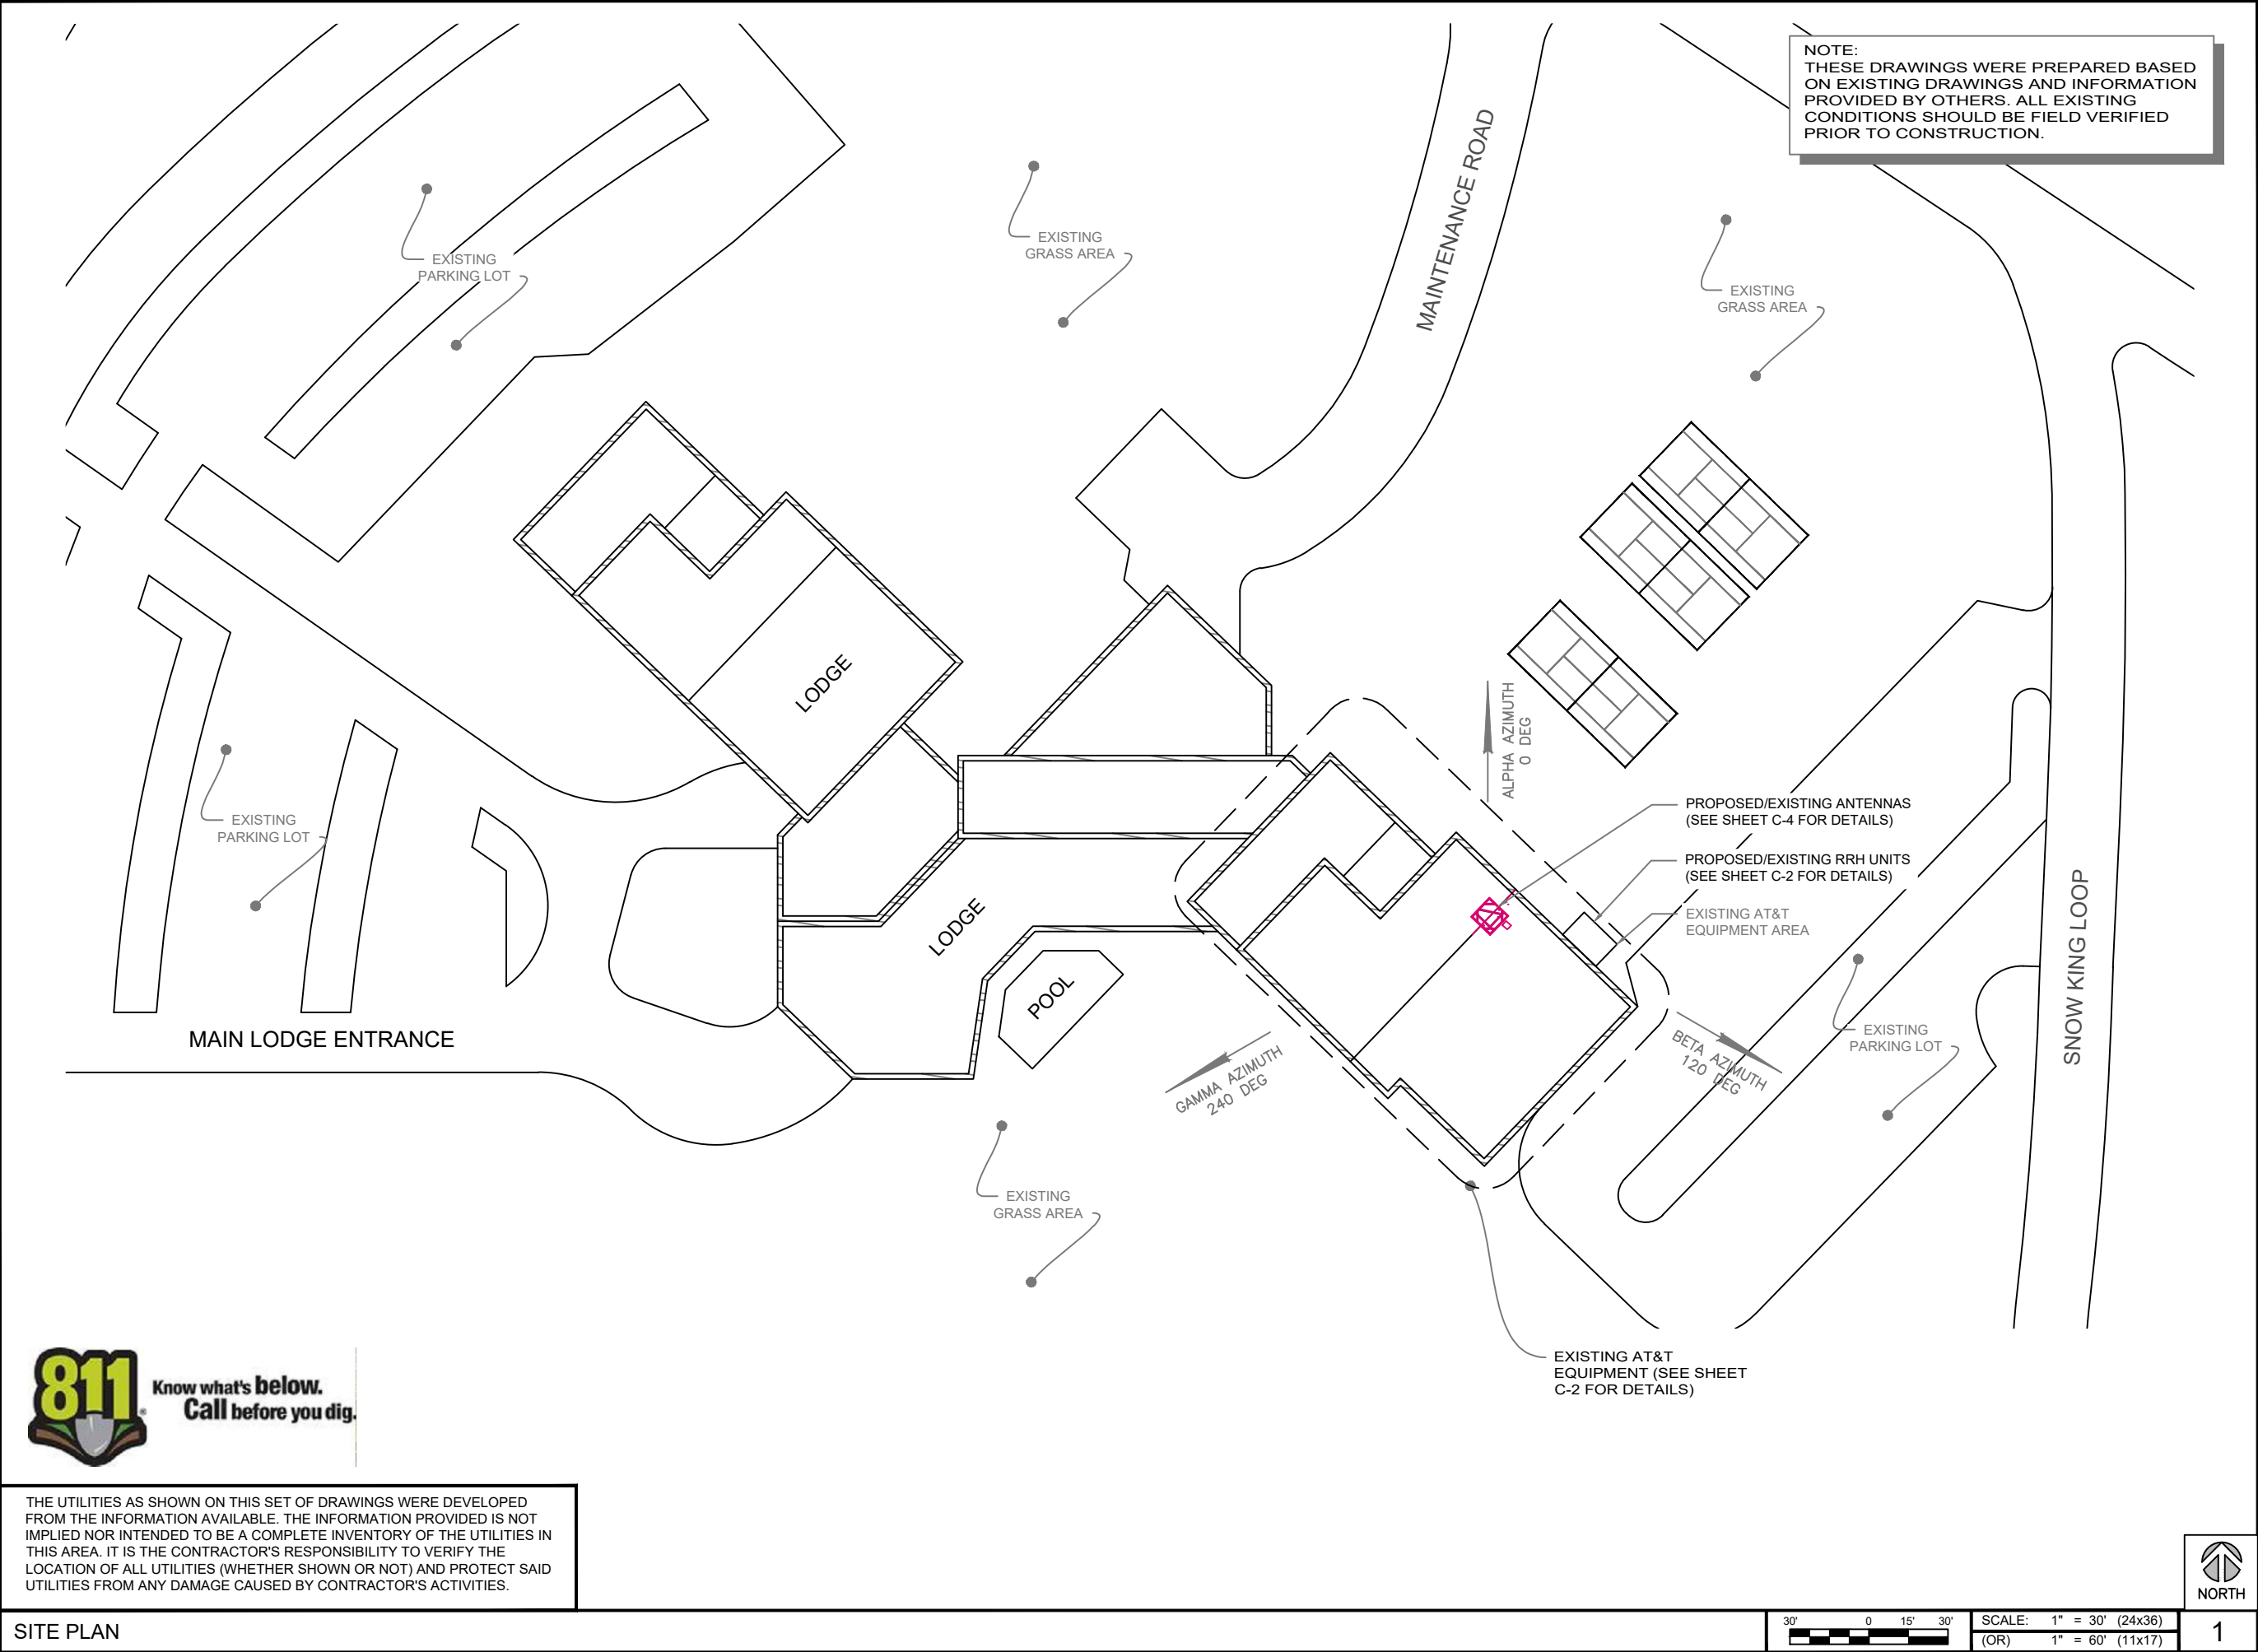 NOTE:
THESE DRAWINGS WERE PREPARED BASED
ON EXISTING DRAWINGS AND INFORMATION
PROVIDED BY OTHERS. ALL EXISTING
CONDITIONS SHOULD BE FIELD VERIFIED
PRIOR TO CONSTRUCTION.
MAINTENANCE ROAD
EXISTING
PARKING LOT
EXISTING
GRASS AREA
EXISTING
GRASS AREA
LODGE
ALPHA AZIMUTH
0 DEG
PROPOSED/EXISTING ANTENNAS
(SEE SHEET C-4 FOR DETAILS)
PROPOSED/EXISTING RRH UNITS
(SEE SHEET C-2 FOR DETAILS)
EXISTING AT&T
EQUIPMENT AREA
EXISTING
PARKING LOT
LODGE
POOL
SNOW KING LOOP
MAIN LODGE ENTRANCE
GAMMA AZIMUTH
240 DEG
BETA AZIMUTH
120 DEG
EXISTING
PARKING LOT
EXISTING
GRASS AREA
EXISTING AT&T
EQUIPMENT (SEE SHEET
C-2 FOR DETAILS)
811®
Know what's below.
Call before you dig.
THE UTILITIES AS SHOWN ON THIS SET OF DRAWINGS WERE DEVELOPED
FROM THE INFORMATION AVAILABLE. THE INFORMATION PROVIDED IS NOT
IMPLIED NOR INTENDED TO BE A COMPLETE INVENTORY OF THE UTILITIES IN
THIS AREA. IT IS THE CONTRACTOR'S RESPONSIBILITY TO VERIFY THE
LOCATION OF ALL UTILITIES (WHETHER SHOWN OR NOT) AND PROTECT SAID
UTILITIES FROM ANY DAMAGE CAUSED BY CONTRACTOR'S ACTIVITIES.
NORTH
SITE PLAN
30' 0 15' 30'
SCALE: 1" = 30' (24x36)
(OR) 1" = 60' (11x17)
1